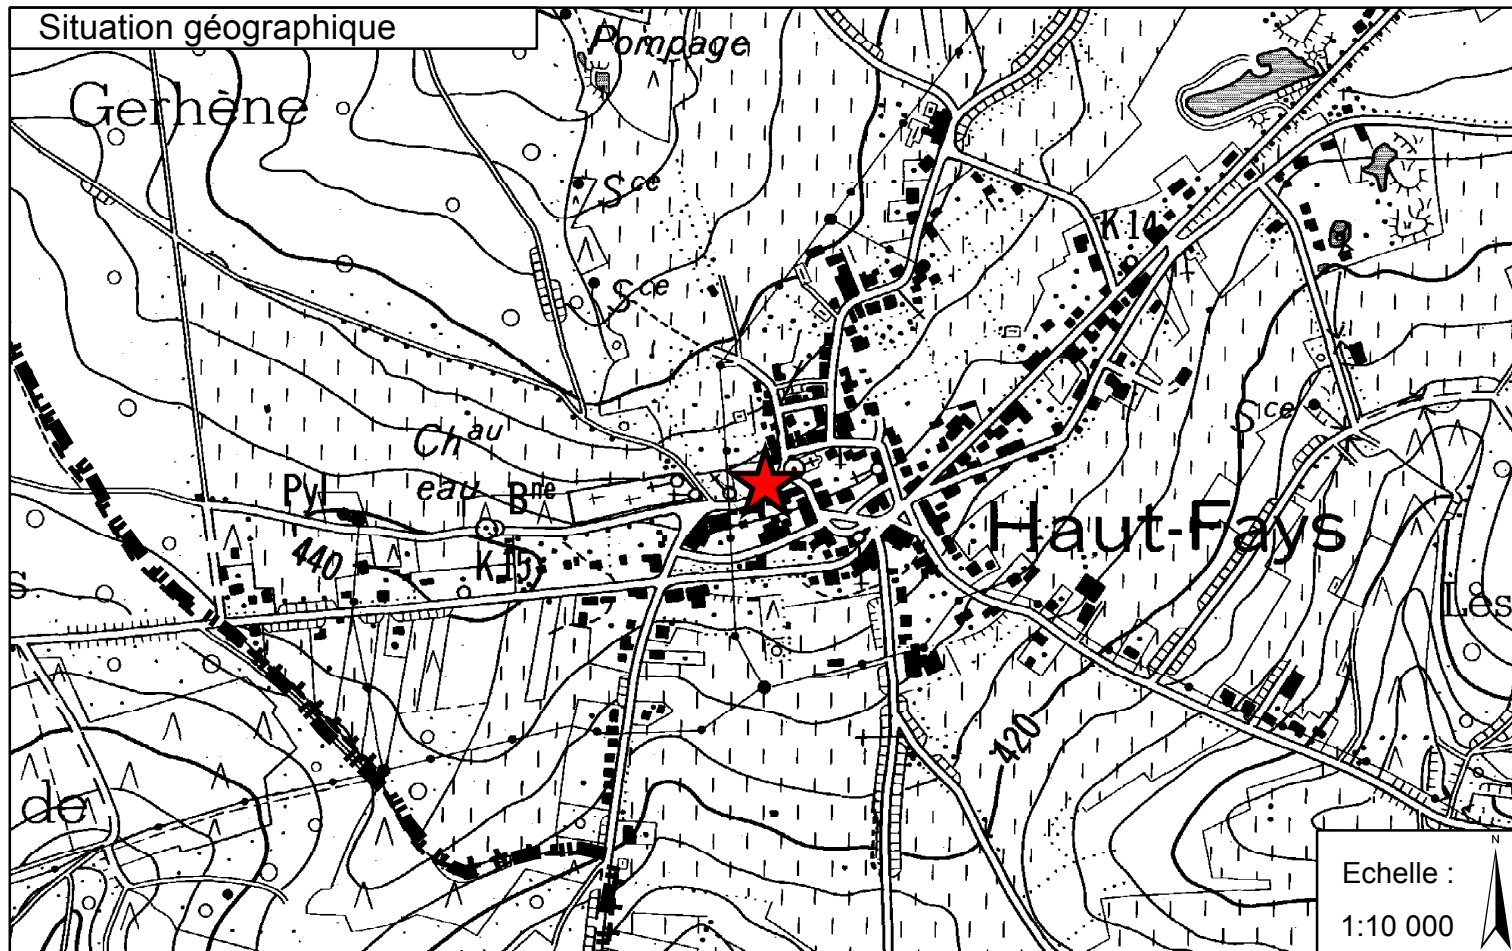 Situation géographique
Pompage
Gerhène
Sce
K14
Sce
Sce
Chau
eau
Bne
Pyl
440
K15
Haut-Fays
s
Les
420
de
N
Echelle :
1:10 000